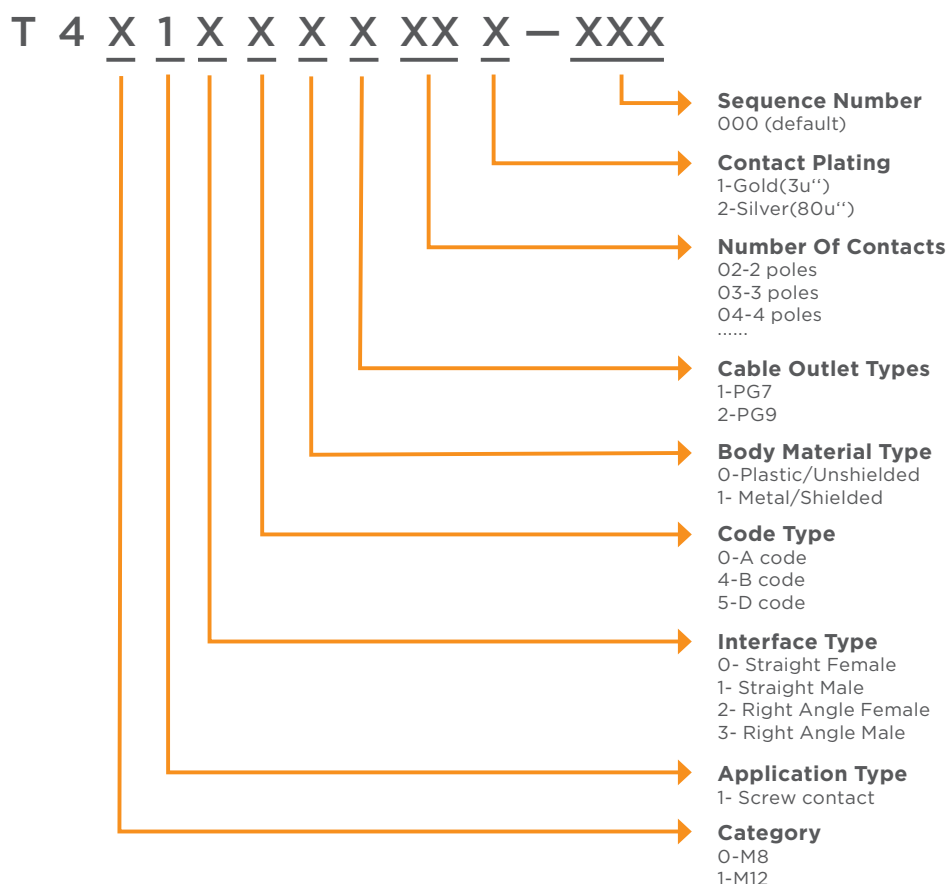 T 4 X 1 X X X X XX X — XXX
Sequence Number
000 (default)
Contact Plating
1-Gold(3u“)
2-Silver(80u“)
Number Of Contacts
02-2 poles
03-3 poles
04-4 poles
......
Cable Outlet Types
1-PG7
2-PG9
Body Material Type
0-Plastic/Unshielded
1- Metal/Shielded
Code Type
0-A code
4-B code
5-D code
Interface Type
0- Straight Female
1- Straight Male
2- Right Angle Female
3- Right Angle Male
Application Type
1- Screw contact
Category
0-M8
1-M12